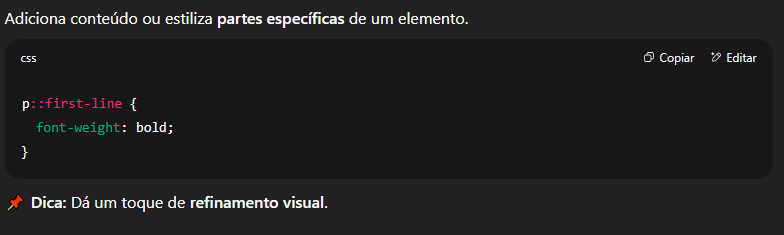 Adiciona conteúdo ou estiliza partes específicas de um elemento.
css Copiar Editar
p::first-line {
  font-weight: bold;
}
📌 Dica: Dá um toque de refinamento visual.